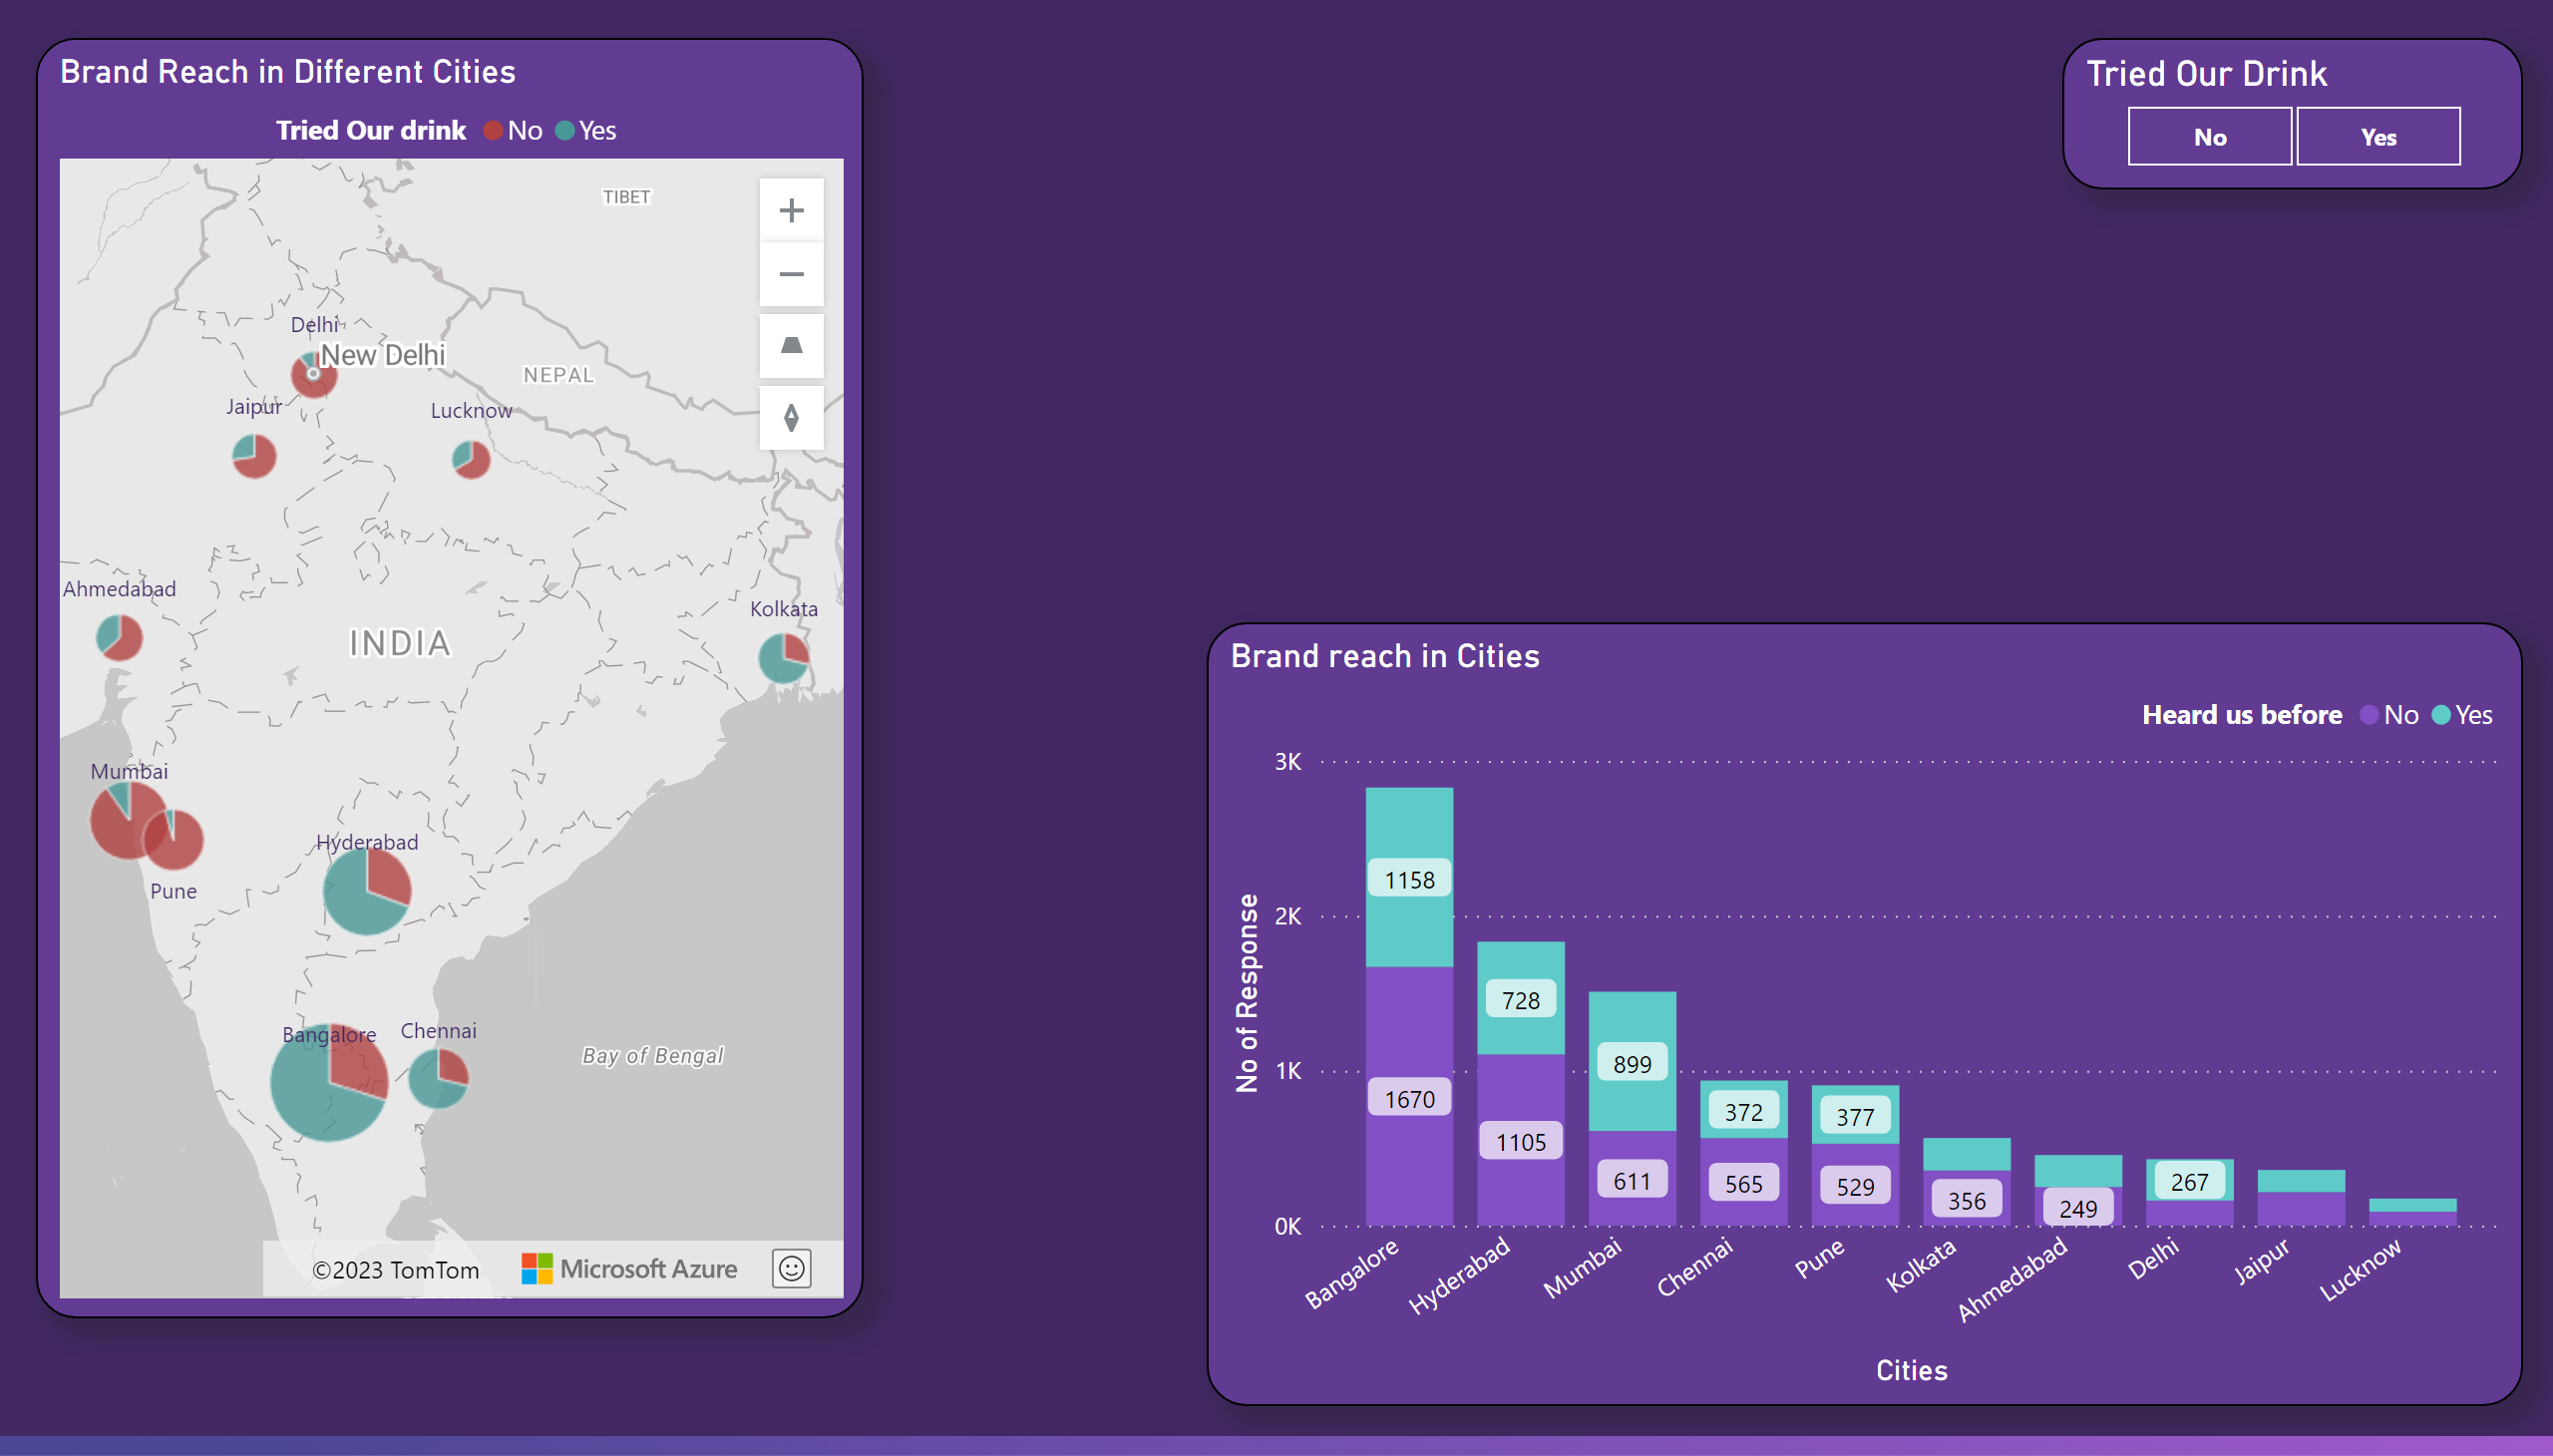 Brand Reach in Different Cities
Tried Our drink No Yes
TIBET
Delhi
New Delhi
NEPAL
Jaipur
Lucknow
Ahmedabad
Kolkata
INDIA
Mumbai
Hyderabad
Pune
Bangalore
Chennai
Bay of Bengal
©2023 TomTom Microsoft Azure
Tried Our Drink
No Yes
Brand reach in Cities
Heard us before No Yes
No of Response
3K
2K
1K
0K
1158
1670
728
1105
899
611
372
565
377
529
356
249
267
Bangalore
Hyderabad
Mumbai
Chennai
Pune
Kolkata
Ahmedabad
Delhi
Jaipur
Lucknow
Cities